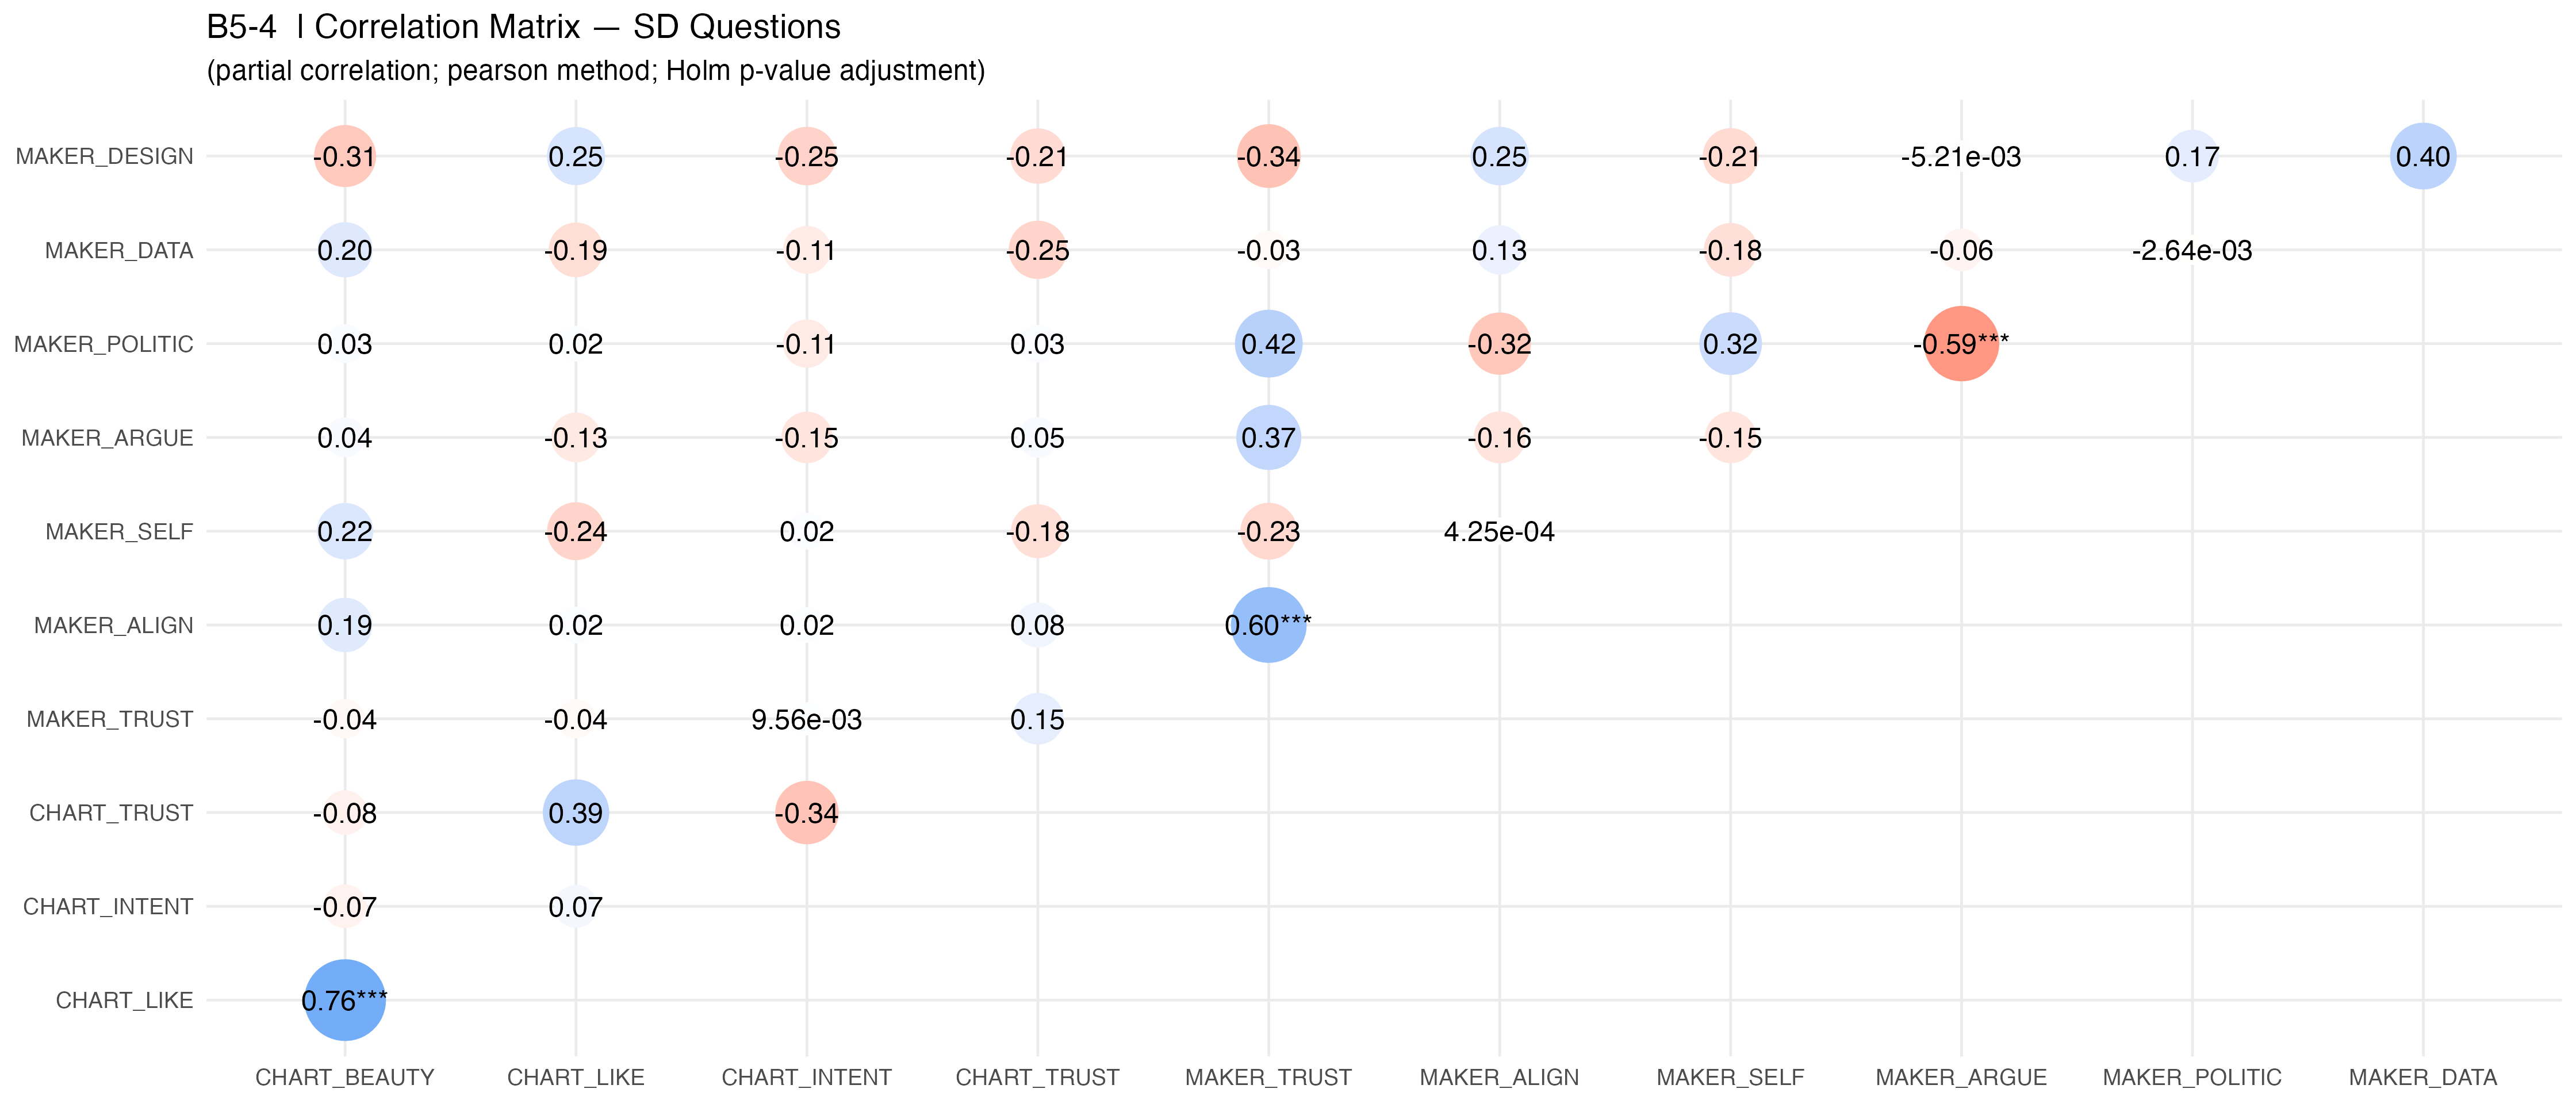 B5-4 | Correlation Matrix — SD Questions
(partial correlation; pearson method; Holm p-value adjustment)
MAKER_DESIGN -0.31 0.25 -0.25 -0.21 -0.34 0.25 -0.21 -5.21e-03 0.17 0.40
MAKER_DATA 0.20 -0.19 -0.11 -0.25 -0.03 0.13 -0.18 -0.06 -2.64e-03
MAKER_POLITIC 0.03 0.02 -0.11 0.03 0.42 -0.32 0.32 -0.59***
MAKER_ARGUE 0.04 -0.13 -0.15 0.05 0.37 -0.16 -0.15
MAKER_SELF 0.22 -0.24 0.02 -0.18 -0.23 4.25e-04
MAKER_ALIGN 0.19 0.02 0.02 0.08 0.60***
MAKER_TRUST -0.04 -0.04 9.56e-03 0.15
CHART_TRUST -0.08 0.39 -0.34
CHART_INTENT -0.07 0.07
CHART_LIKE 0.76***
CHART_BEAUTY CHART_LIKE CHART_INTENT CHART_TRUST MAKER_TRUST MAKER_ALIGN MAKER_SELF MAKER_ARGUE MAKER_POLITIC MAKER_DATA